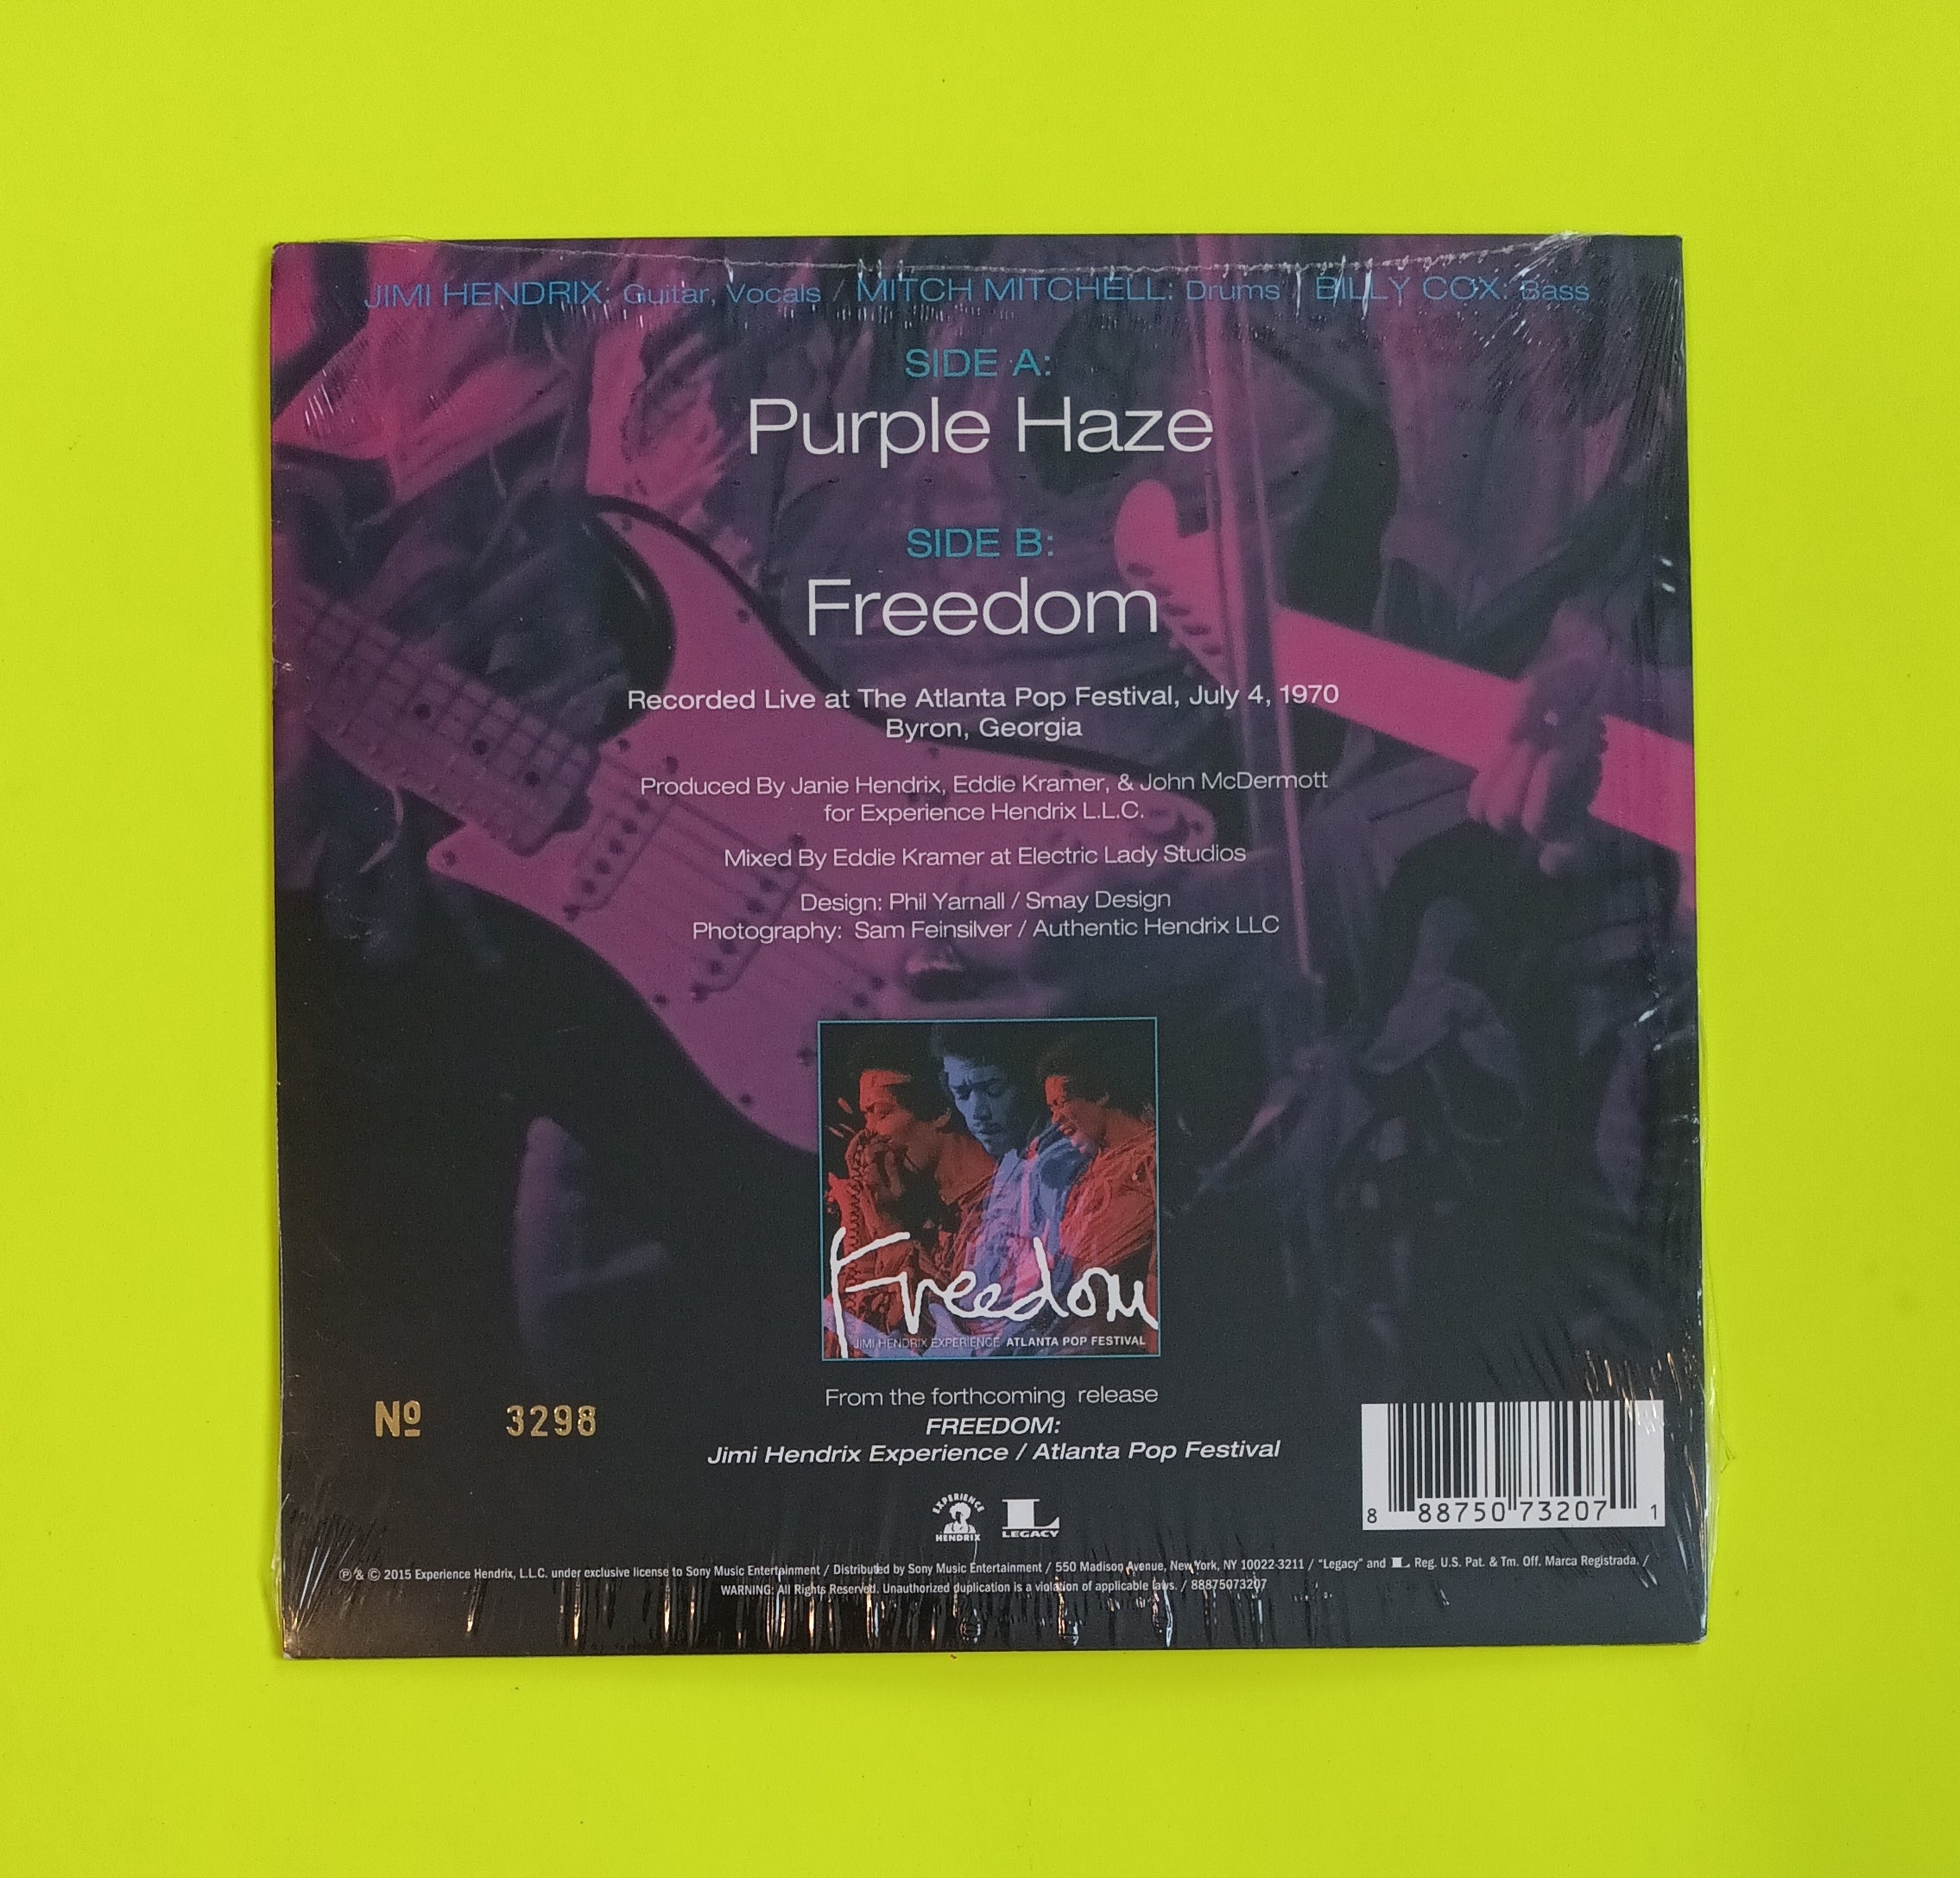 JIMI HENDRIX: Guitar, Vocals / MITCH MITCHELL: Drums / BILLY COX: Bass
SIDE A:
Purple Haze
SIDE B:
Freedom
Recorded Live at The Atlanta Pop Festival, July 4, 1970
Byron, Georgia
Produced By Janie Hendrix, Eddie Kramer, & John McDermott
for Experience Hendrix L.L.C.
Mixed By Eddie Kramer at Electric Lady Studios
Design: Phil Yarnall / Smay Design
Photography: Sam Feinsilver / Authentic Hendrix LLC
Freedom
JIMI HENDRIX EXPERIENCE ATLANTA POP FESTIVAL
From the forthcoming release
FREEDOM:
Jimi Hendrix Experience / Atlanta Pop Festival
Nº 3298
EXPERIENCE
HENDRIX
L
LEGACY
8 88750 73207 1
℗ & © 2015 Experience Hendrix, L.L.C. under exclusive license to Sony Music Entertainment / Distributed by Sony Music Entertainment / 550 Madison Avenue, New York, NY 10022-3211 / "Legacy" and L Reg. U.S. Pat. & Tm. Off. Marca Registrada. /
WARNING: All Rights Reserved. Unauthorized duplication is a violation of applicable laws. / 88875073207